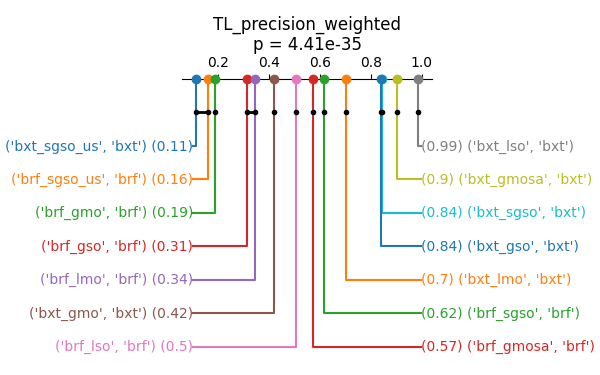 TL_precision_weighted
p = 4.41e-35
0.2 0.4 0.6 0.8 1.0
('bxt_sgso_us', 'bxt') (0.11) (0.99) ('bxt_lso', 'bxt')
('brf_sgso_us', 'brf') (0.16) (0.9) ('bxt_gmosa', 'bxt')
('brf_gmo', 'brf') (0.19) (0.84) ('bxt_sgso', 'bxt')
('brf_gso', 'brf') (0.31) (0.84) ('bxt_gso', 'bxt')
('brf_lmo', 'brf') (0.34) (0.7) ('bxt_lmo', 'bxt')
('bxt_gmo', 'bxt') (0.42) (0.62) ('brf_sgso', 'brf')
('brf_lso', 'brf') (0.5) (0.57) ('brf_gmosa', 'brf')